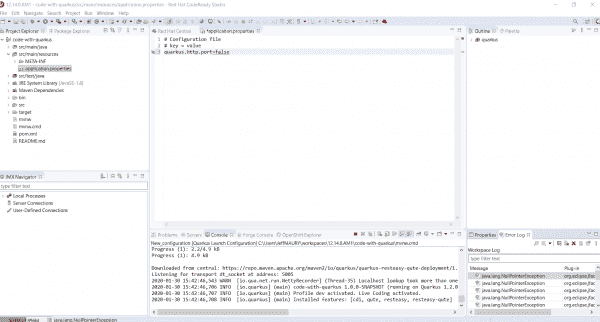 12.14.0.AM1 - code-with-quarkus/src/main/resources/application.properties - Red Hat CodeReady Studio
File Edit Navigate Search Project Run Window Help
Project Explorer Package Explorer
code-with-quarkus
src/main/java
src/main/resources
META-INF
application.properties
src/test/java
JRE System Library [JavaSE-1.8]
Maven Dependencies
bin
src
target
mvnw
mvnw.cmd
pom.xml
README.md
Red Hat Central *application.properties
# Configuration file
# key = value
quarkus.http.port=false
Outline Palette
quarkus
JMX Navigator
type filter text
Local Processes
Server Connections
User-Defined Connections
Problems Servers Console Forge Console OpenShift Explorer
New_configuration [Quarkus Launch Configuration] C:\Users\JeffMAURY\workspaces\12.14.0.AM1\code-with-quarkus\mvnw.cmd
Progress (1): 2.2/4.9 kB
Progress (1): 4.9 kB
Downloaded from central: https://repo.maven.apache.org/maven2/io/quarkus/quarkus-resteasy-qute-deployment/1.
Listening for transport dt_socket at address: 5005
2020-01-30 15:42:46,543 WARN [io.qua.net.run.NettyRecorder] (Thread-35) Localhost lookup took more than one
2020-01-30 15:42:46,706 INFO [io.quarkus] (main) code-with-quarkus 1.0.0-SNAPSHOT (running on Quarkus 1.2.0
2020-01-30 15:42:46,707 INFO [io.quarkus] (main) Profile dev activated. Live Coding activated.
2020-01-30 15:42:46,708 INFO [io.quarkus] (main) Installed features: [cdi, qute, resteasy, resteasy-qute]
Properties Error Log
Workspace Log
type filter text
Message Plug-in
java.lang.NullPointerException org.eclipse.jfac
java.lang.NullPointerException org.eclipse.jfac
java.lang.NullPointerException org.eclipse.jfac
java.lang.NullPointerException org.eclipse.jfac
java.lang.NullPointerException